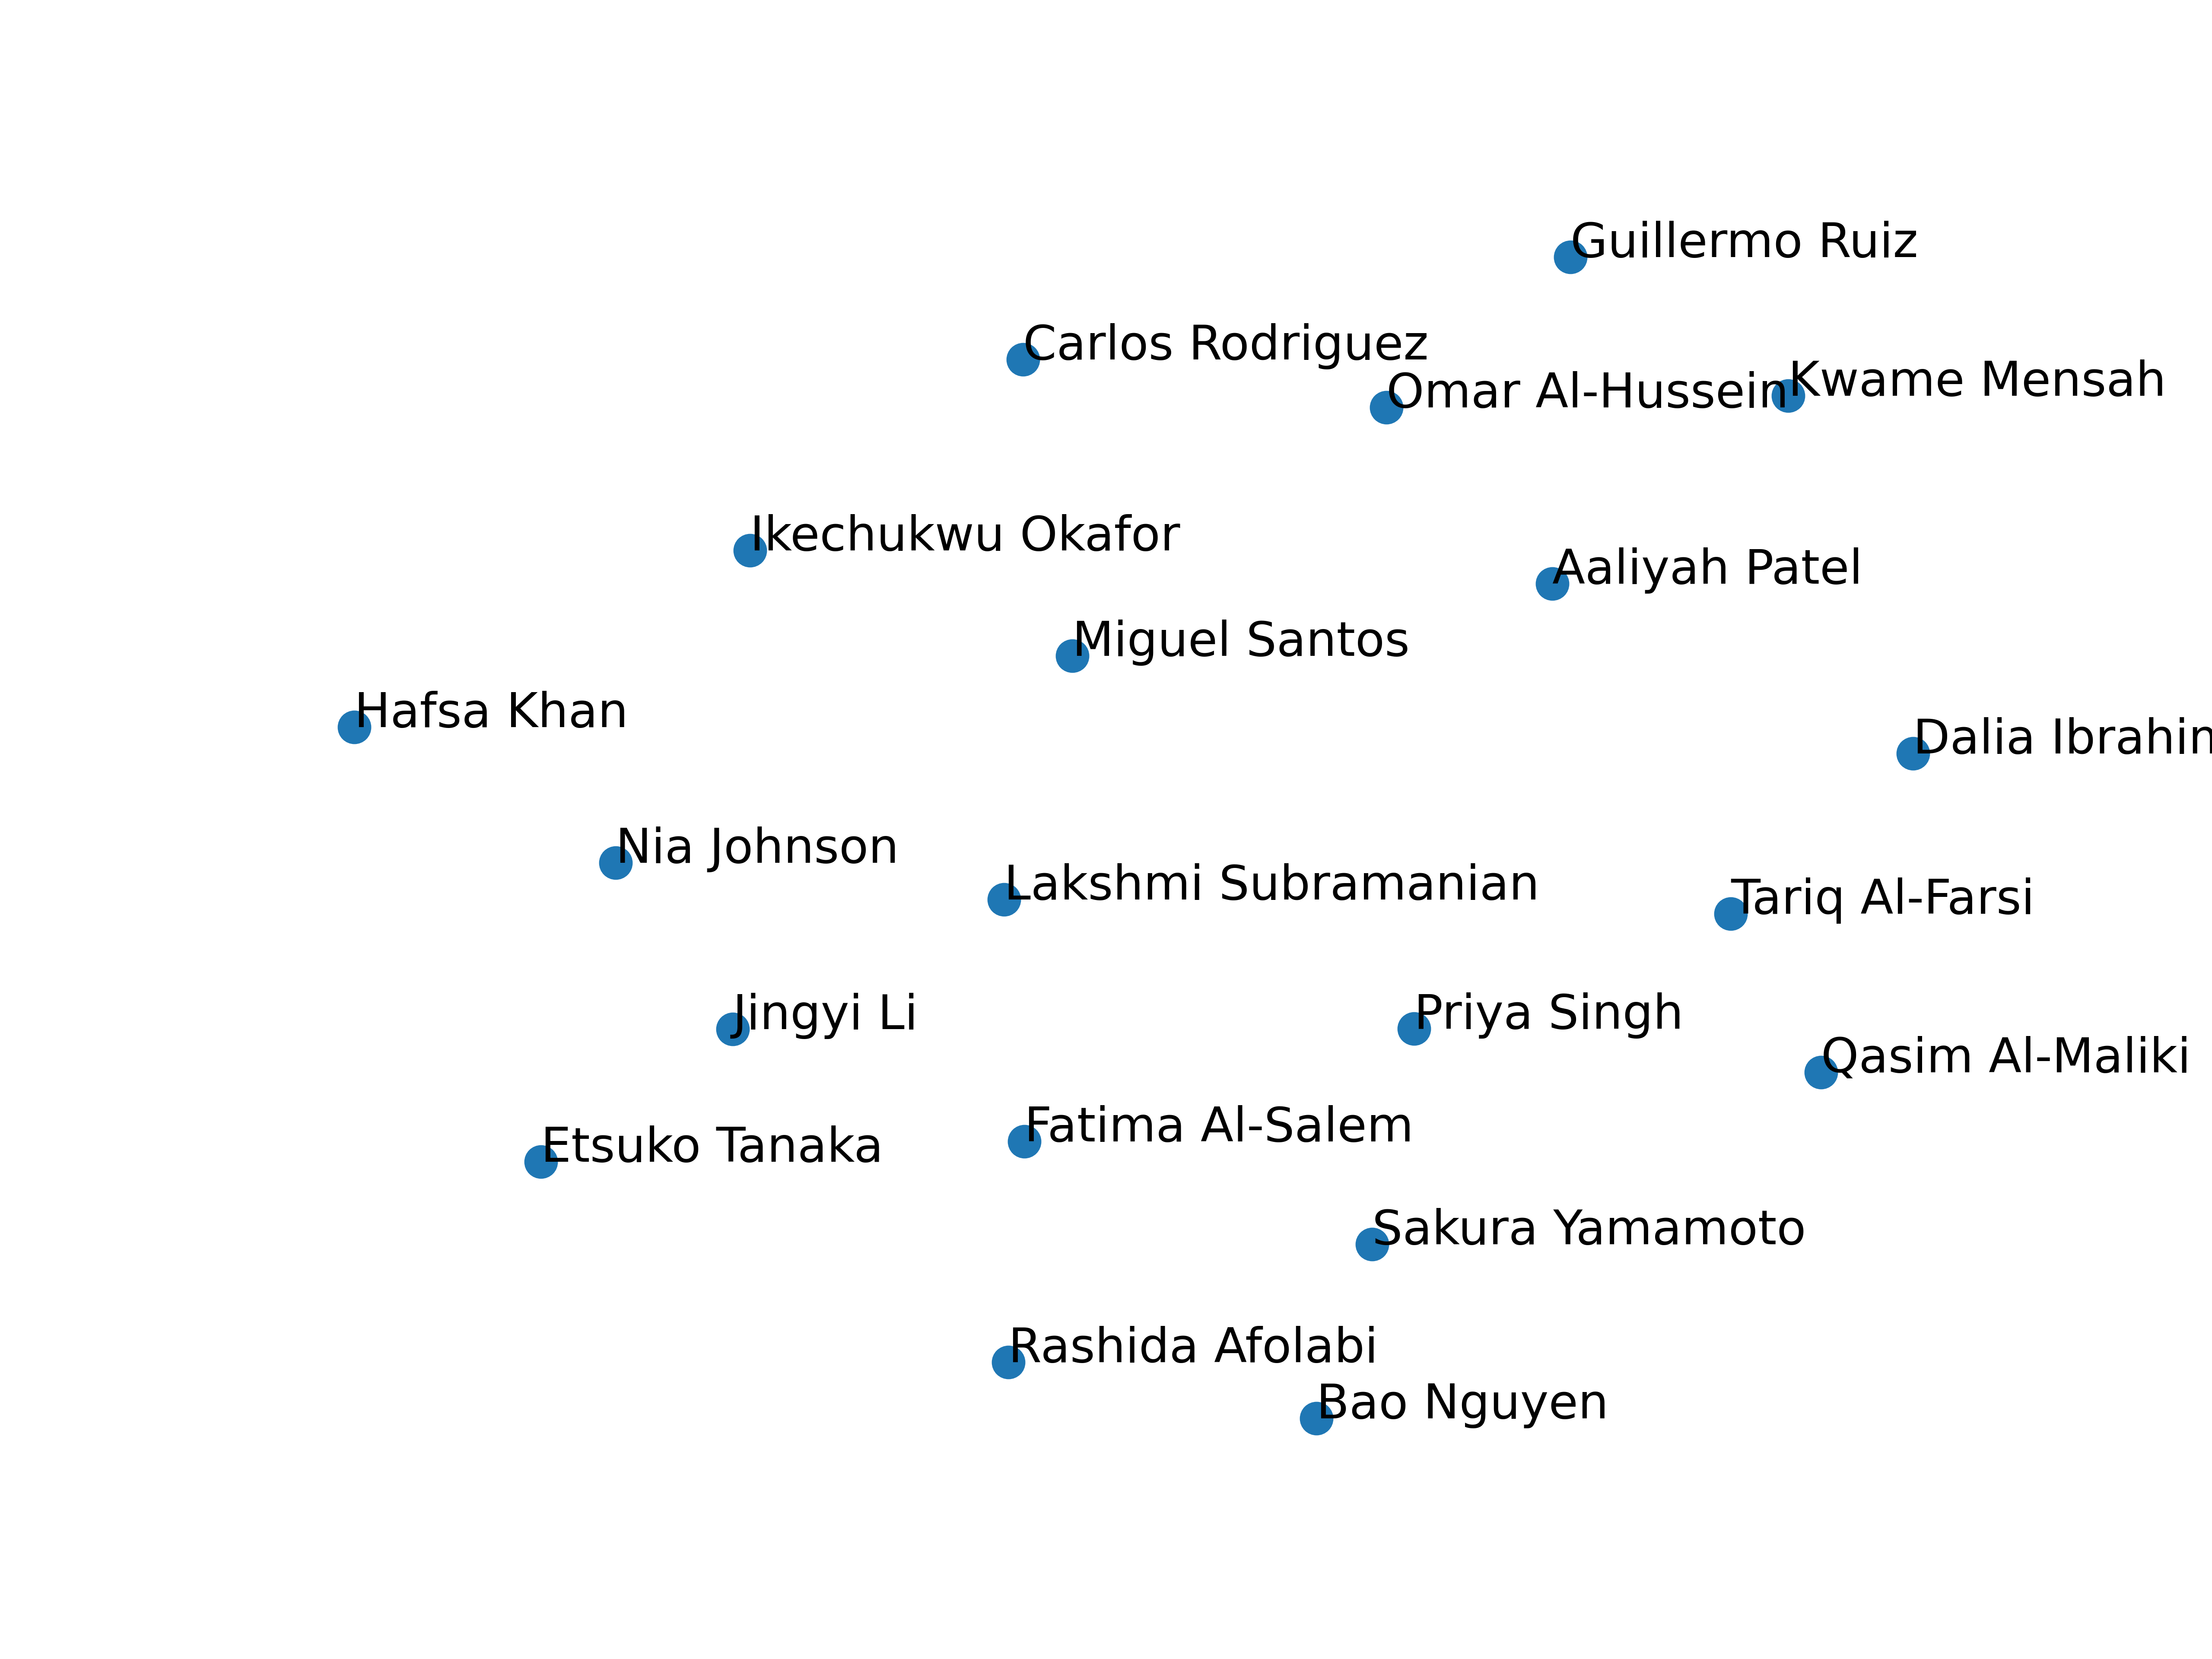 Guillermo Ruiz
Carlos Rodriguez
Omar Al-Hussein
Kwame Mensah
Ikechukwu Okafor
Aaliyah Patel
Miguel Santos
Hafsa Khan
Dalia Ibrahim
Nia Johnson
Lakshmi Subramanian
Tariq Al-Farsi
Jingyi Li
Priya Singh
Qasim Al-Maliki
Fatima Al-Salem
Etsuko Tanaka
Sakura Yamamoto
Rashida Afolabi
Bao Nguyen